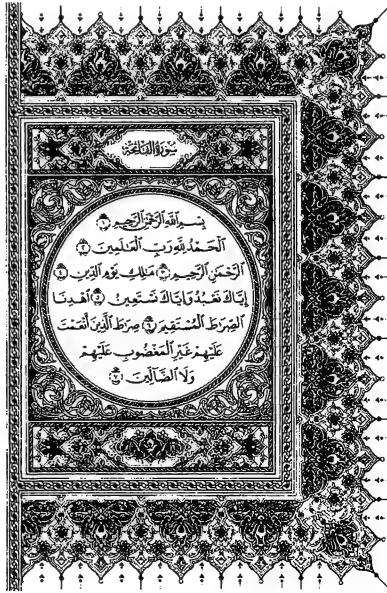 سُورَةُ الفَاتِحَةِ
بِسْمِ ٱللَّهِ ٱلرَّحْمَٰنِ ٱلرَّحِيمِ ١
ٱلْحَمْدُ لِلَّهِ رَبِّ ٱلْعَٰلَمِينَ ٢
ٱلرَّحْمَٰنِ ٱلرَّحِيمِ ٣ مَٰلِكِ يَوْمِ ٱلدِّينِ ٤
إِيَّاكَ نَعْبُدُ وَإِيَّاكَ نَسْتَعِينُ ٥ ٱهْدِنَا
ٱلصِّرَٰطَ ٱلْمُسْتَقِيمَ ٦ صِرَٰطَ ٱلَّذِينَ أَنْعَمْتَ
عَلَيْهِمْ غَيْرِ ٱلْمَغْضُوبِ عَلَيْهِمْ
وَلَا ٱلضَّآلِّينَ ٧